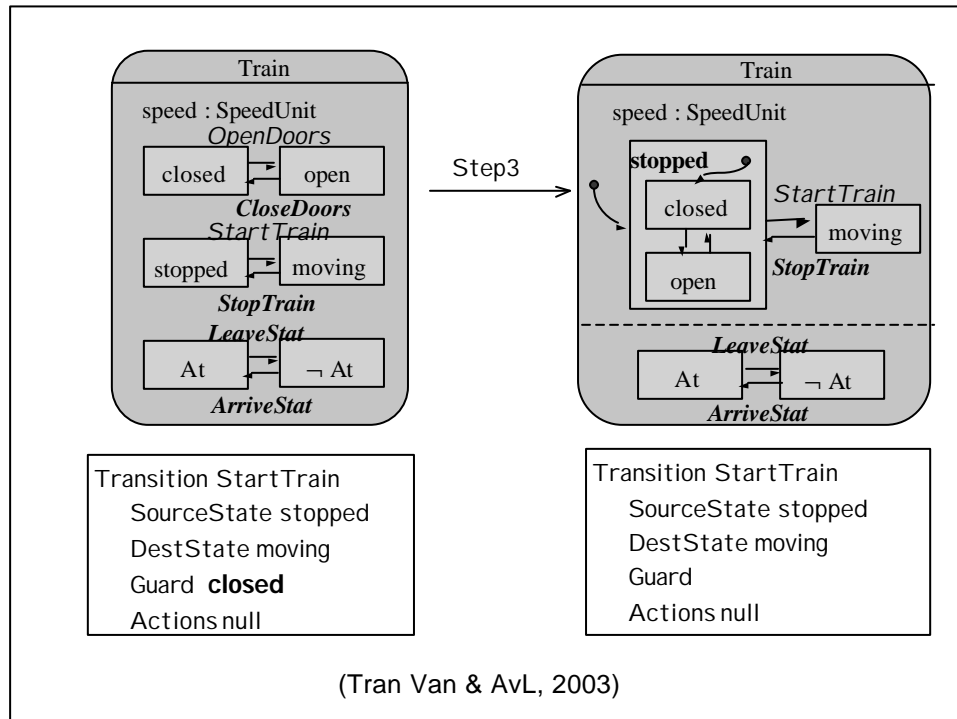 Train
speed : SpeedUnit
OpenDoors
closed
open
CloseDoors
StartTrain
stopped
moving
StopTrain
LeaveStat
At
¬ At
ArriveStat
Transition StartTrain
SourceState stopped
DestState moving
Guard closed
Actions null
Step3
Train
speed : SpeedUnit
stopped
closed
open
StartTrain
moving
StopTrain
LeaveStat
At
¬ At
ArriveStat
Transition StartTrain
SourceState stopped
DestState moving
Guard
Actions null
(Tran Van & AvL, 2003)